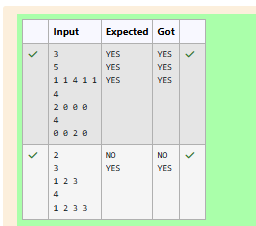 Input Expected Got
3 YES YES
5 YES YES
1 1 4 1 1 YES YES
4
2 0 0 0
4
0 0 2 0
2 NO NO
3 YES YES
1 2 3
4
1 2 3 3